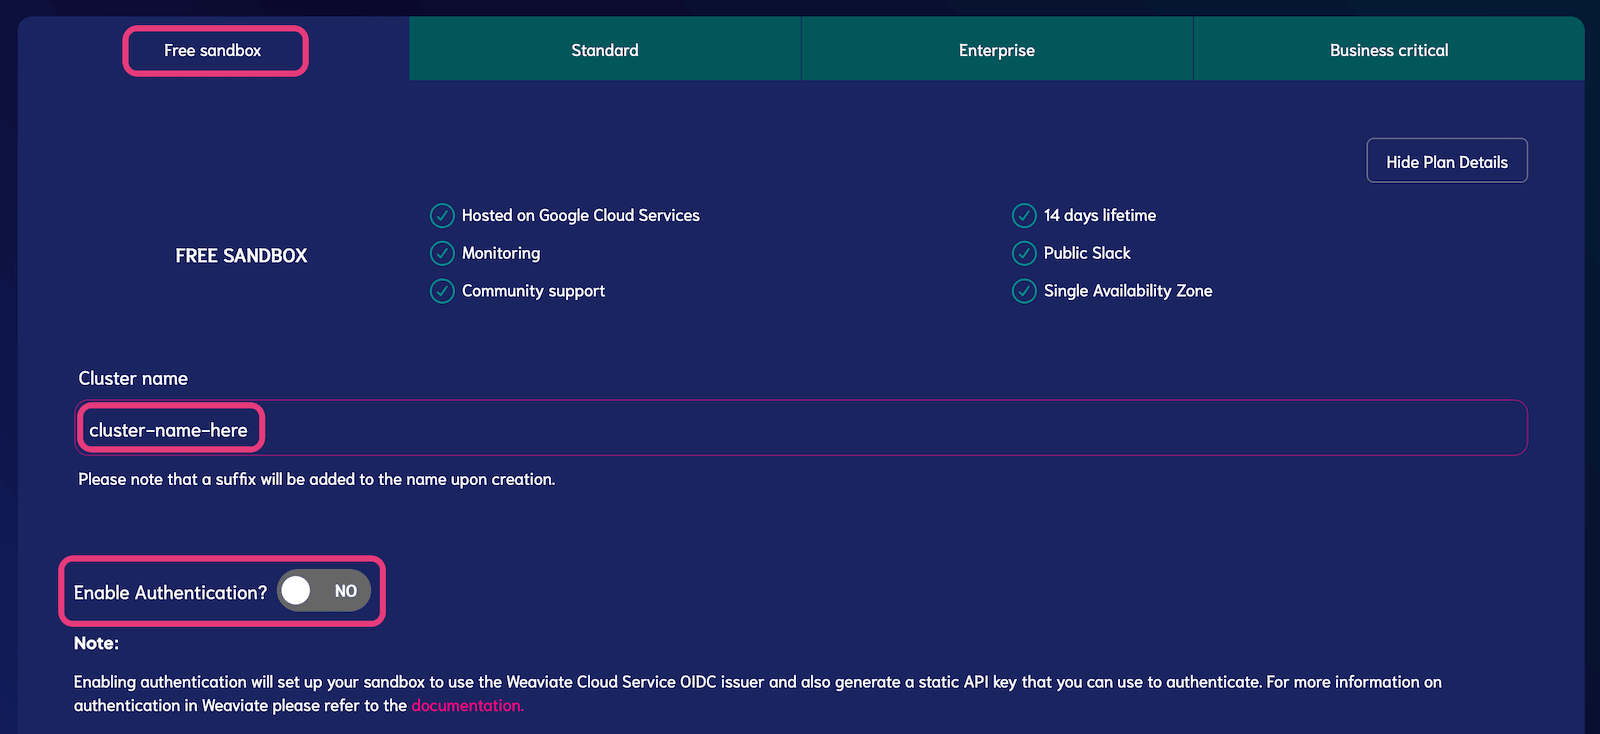 Free sandbox
Standard
Enterprise
Business critical
Hide Plan Details
FREE SANDBOX
Hosted on Google Cloud Services
Monitoring
Community support
14 days lifetime
Public Slack
Single Availability Zone
Cluster name
cluster-name-here
Please note that a suffix will be added to the name upon creation.
Enable Authentication? NO
Note:
Enabling authentication will set up your sandbox to use the Weaviate Cloud Service OIDC issuer and also generate a static API key that you can use to authenticate. For more information on
authentication in Weaviate please refer to the documentation.